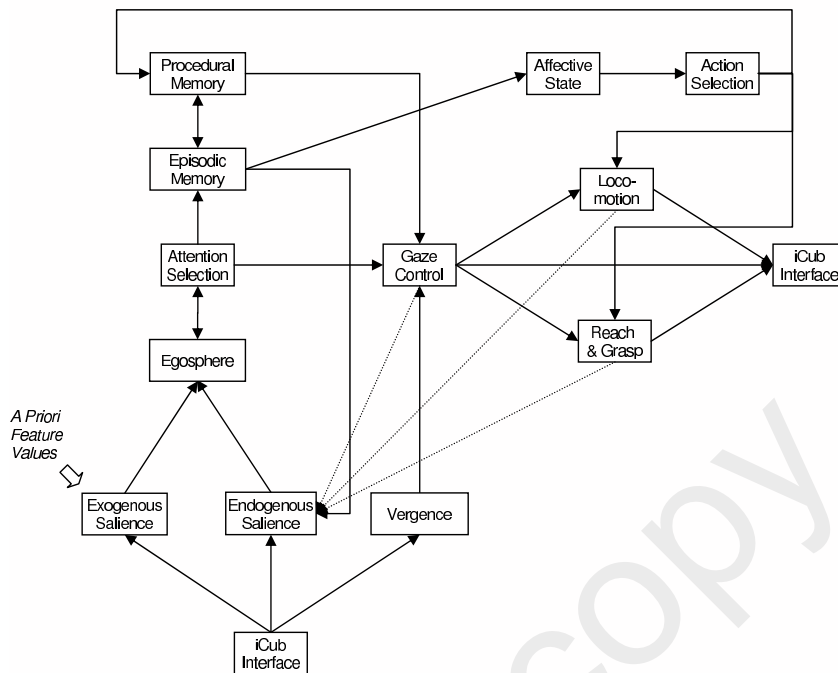 Procedural
Memory
Affective
State
Action
Selection
Episodic
Memory
Loco-
motion
Attention
Selection
Gaze
Control
iCub
Interface
Reach
& Grasp
Egosphere
A Priori
Feature
Values
Exogenous
Salience
Endogenous
Salience
Vergence
iCub
Interface
copy